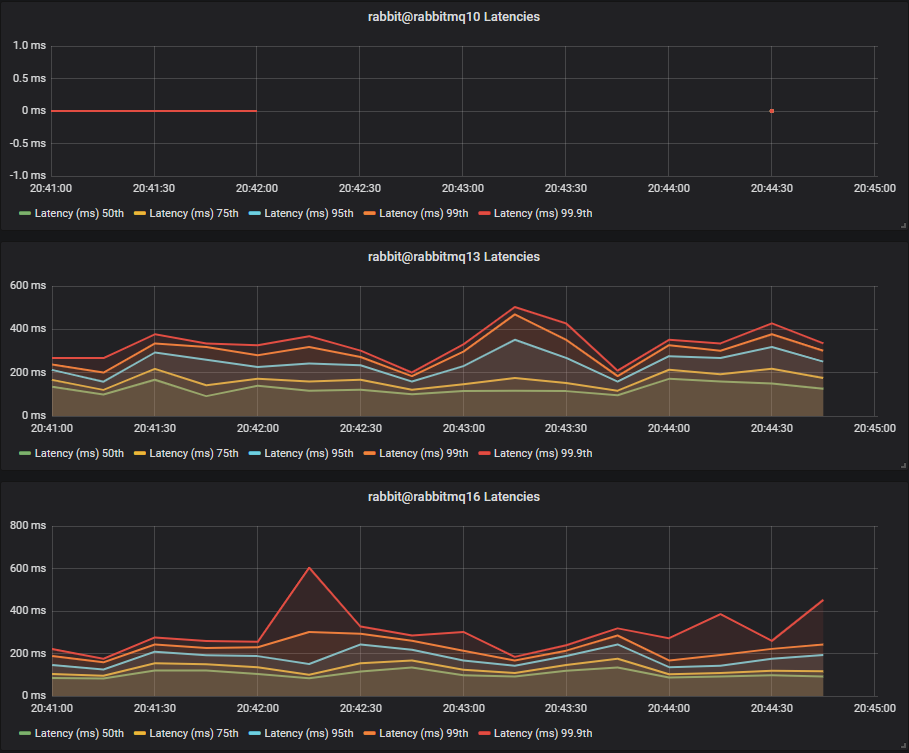 rabbit@rabbitmq10 Latencies
1.0 ms
0.5 ms
0 ms
-0.5 ms
-1.0 ms
20:41:00 20:41:30 20:42:00 20:42:30 20:43:00 20:43:30 20:44:00 20:44:30 20:45:00
Latency (ms) 50th Latency (ms) 75th Latency (ms) 95th Latency (ms) 99th Latency (ms) 99.9th
rabbit@rabbitmq13 Latencies
600 ms
400 ms
200 ms
0 ms
20:41:00 20:41:30 20:42:00 20:42:30 20:43:00 20:43:30 20:44:00 20:44:30 20:45:00
Latency (ms) 50th Latency (ms) 75th Latency (ms) 95th Latency (ms) 99th Latency (ms) 99.9th
rabbit@rabbitmq16 Latencies
800 ms
600 ms
400 ms
200 ms
0 ms
20:41:00 20:41:30 20:42:00 20:42:30 20:43:00 20:43:30 20:44:00 20:44:30 20:45:00
Latency (ms) 50th Latency (ms) 75th Latency (ms) 95th Latency (ms) 99th Latency (ms) 99.9th